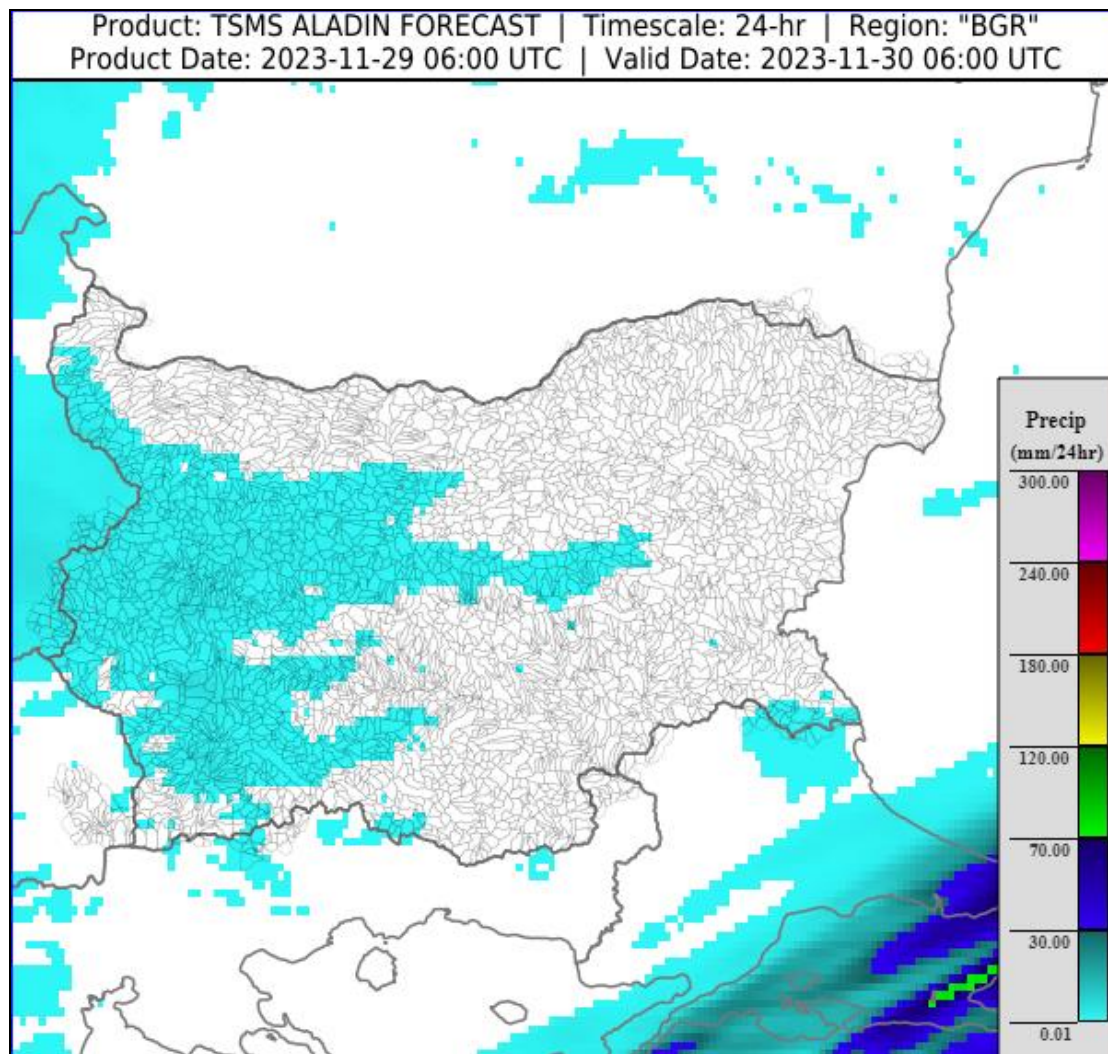 Product: TSMS ALADIN FORECAST | Timescale: 24-hr | Region: "BGR"
Product Date: 2023-11-29 06:00 UTC | Valid Date: 2023-11-30 06:00 UTC
Precip
(mm/24hr)
300.00
240.00
180.00
120.00
70.00
30.00
0.01